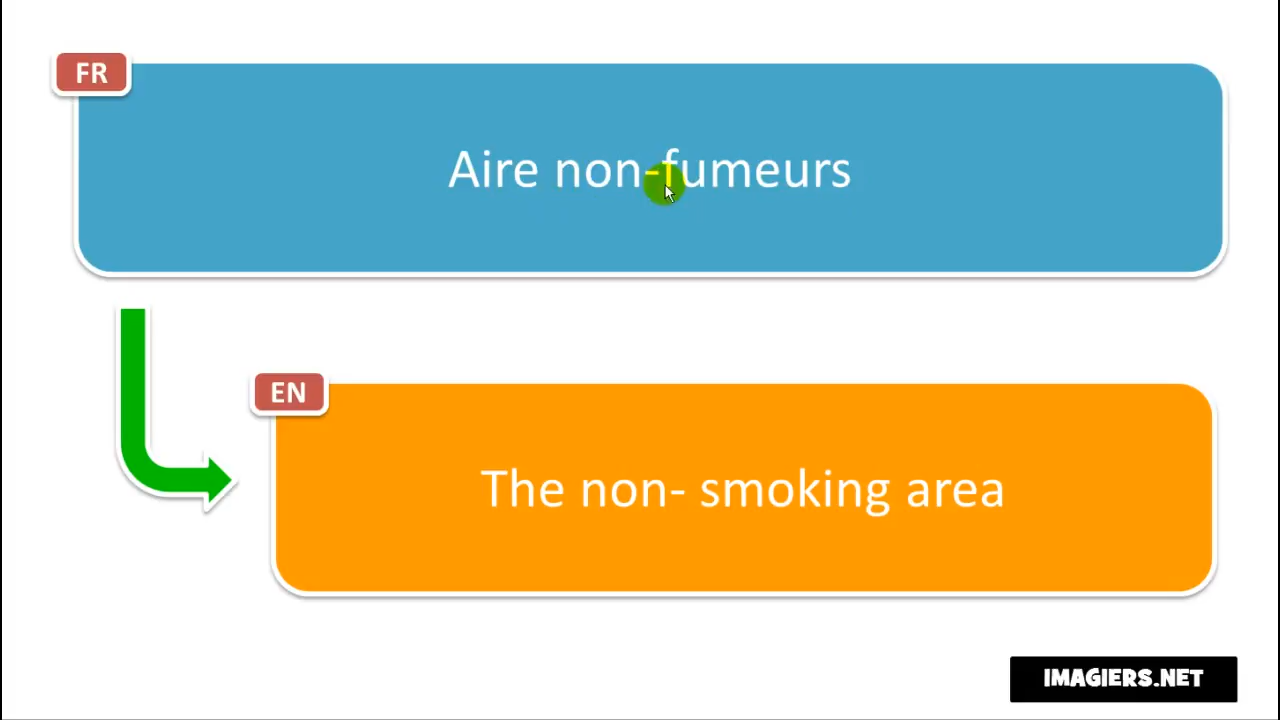 FR
Aire non-fumeurs
EN
The non- smoking area
IMAGIERS.NET